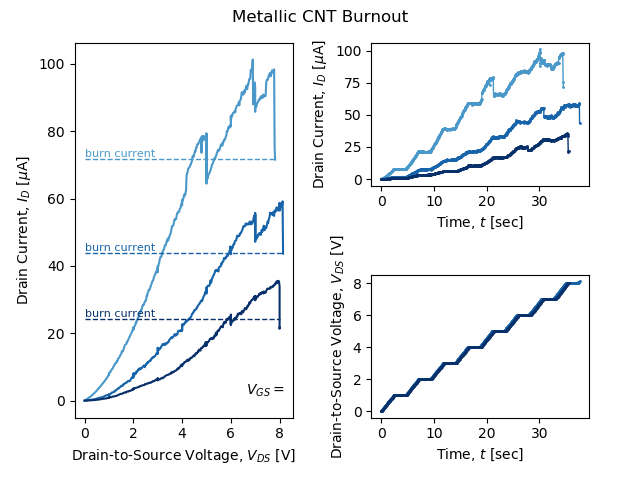 Metallic CNT Burnout
Drain Current, I_D [μA]
100
80
60
40
20
0
burn current
burn current
burn current
V_GS =
0
2
4
6
8
Drain-to-Source Voltage, V_DS [V]
Drain Current, I_D [μA]
100
75
50
25
0
0
10
20
30
Time, t [sec]
Drain-to-Source Voltage, V_DS [V]
8
6
4
2
0
0
10
20
30
Time, t [sec]